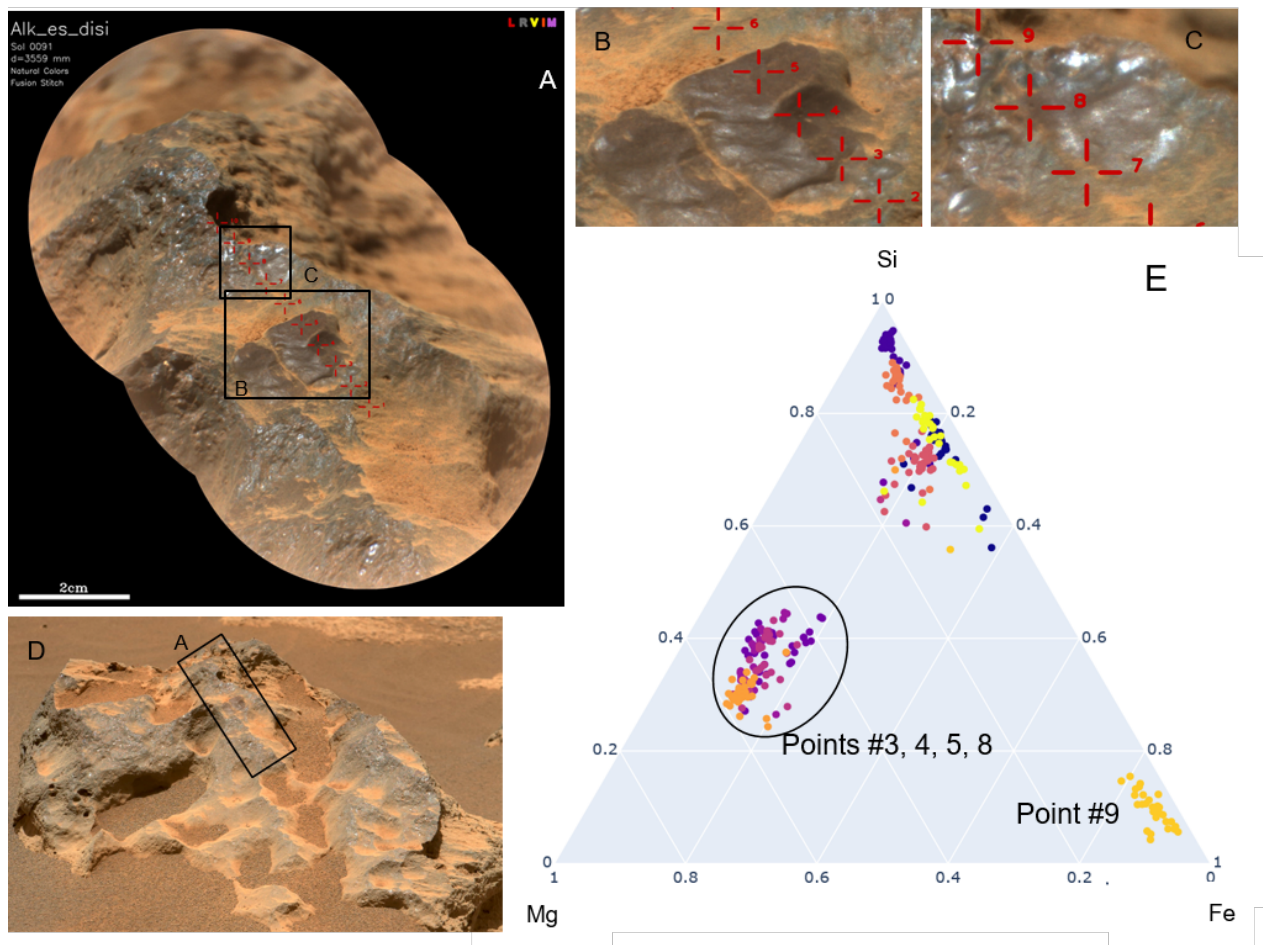 Alk_es_disi
Sol 0091
d=3559 mm
Natural Colors
Fusion Stitch
LRVIM
A
C
B
2cm
B
6
5
4
3
2
C
9
8
7
D
A
E
Si
1 0
0.8
0.2
0.6
0.4
0.4
0.6
Points #3, 4, 5, 8
0.2
0.8
Point #9
0
1
0.8
0.6
0.4
0.2
0
Mg
Fe